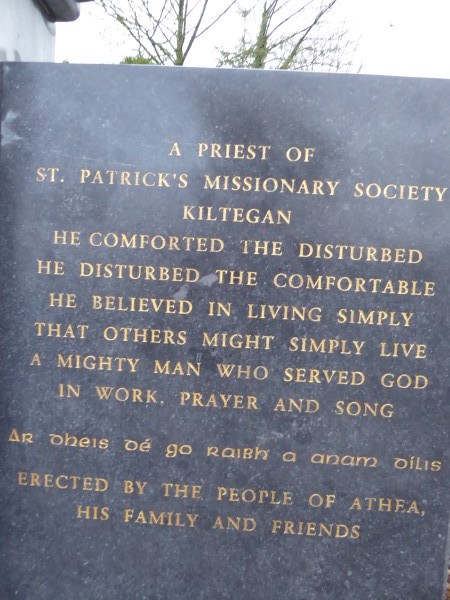 A PRIEST OF
ST. PATRICK'S MISSIONARY SOCIETY
KILTEGAN
HE COMFORTED THE DISTURBED
HE DISTURBED THE COMFORTABLE
HE BELIEVED IN LIVING SIMPLY
THAT OTHERS MIGHT SIMPLY LIVE
A MIGHTY MAN WHO SERVED GOD
IN WORK, PRAYER AND SONG
Ar dheis dé go raibh a anam dílis
ERECTED BY THE PEOPLE OF ATHEA,
HIS FAMILY AND FRIENDS